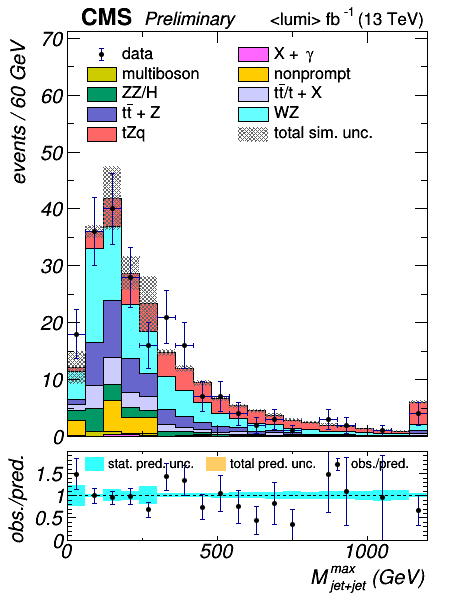 CMS Preliminary <lumi> fb⁻¹ (13 TeV)
events / 60 GeV
70
60
50
40
30
20
10
0
data
X + γ
multiboson
nonprompt
ZZ/H
tt̄/t + X
tt̄ + Z
WZ
tZq
total sim. unc.
obs./pred.
1.5
1
0.5
0
stat. pred. unc.
total pred. unc.
obs./pred.
0 500 1000
M^max_jet+jet (GeV)